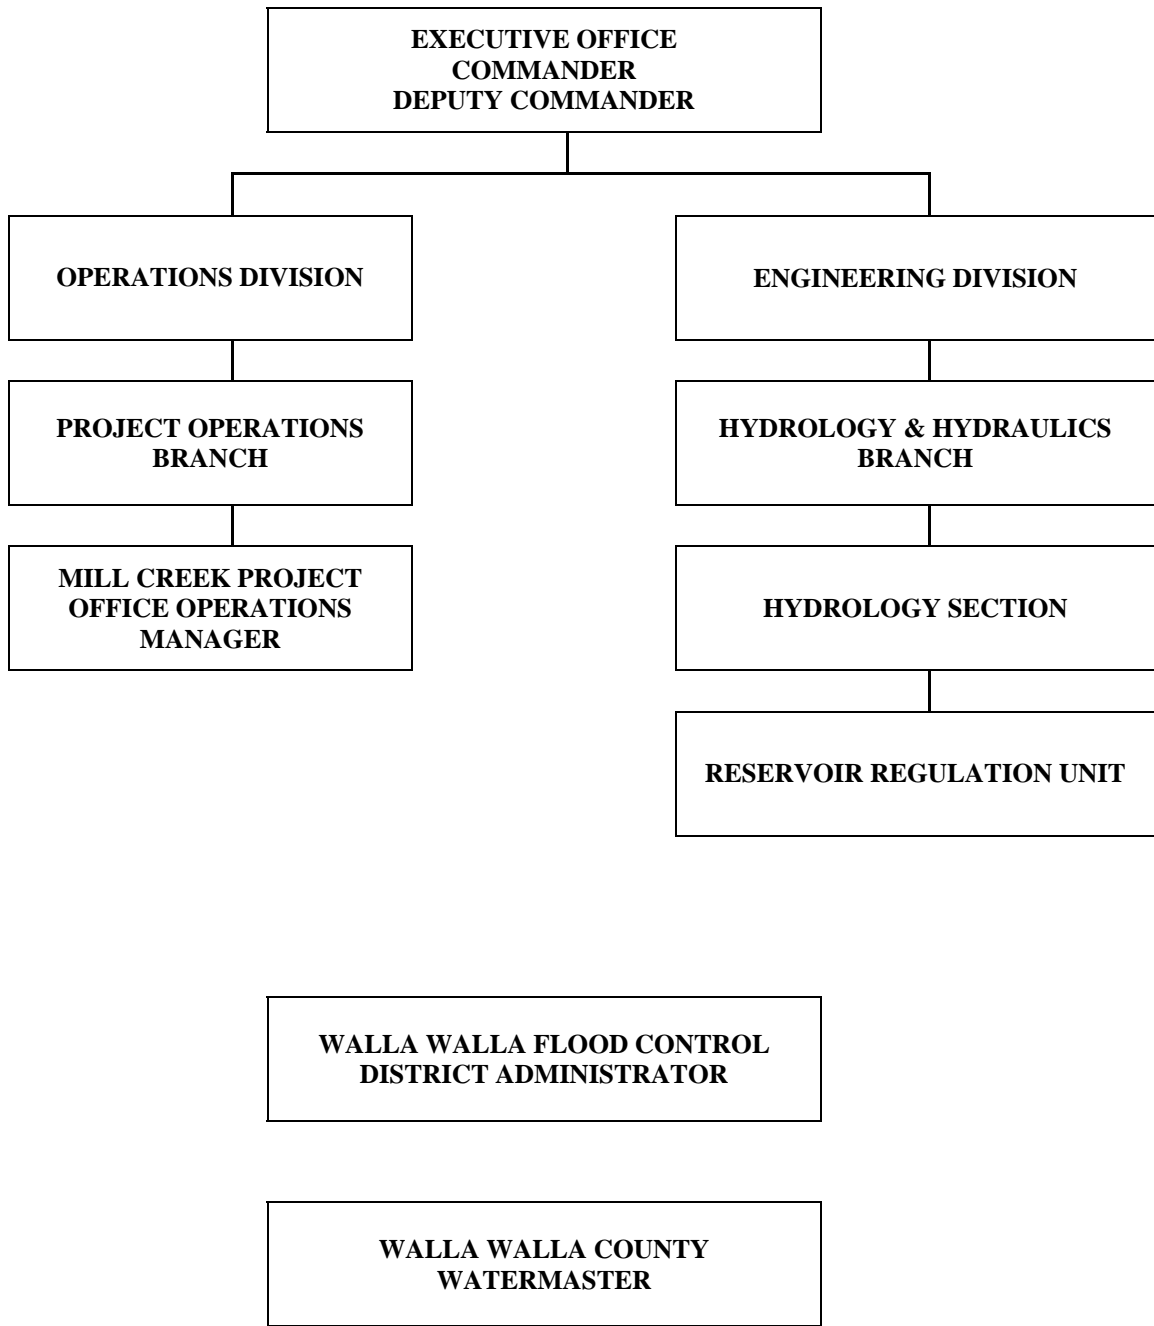 EXECUTIVE OFFICE
COMMANDER
DEPUTY COMMANDER
OPERATIONS DIVISION
ENGINEERING DIVISION
PROJECT OPERATIONS
BRANCH
HYDROLOGY & HYDRAULICS
BRANCH
MILL CREEK PROJECT
OFFICE OPERATIONS
MANAGER
HYDROLOGY SECTION
RESERVOIR REGULATION UNIT
WALLA WALLA FLOOD CONTROL
DISTRICT ADMINISTRATOR
WALLA WALLA COUNTY
WATERMASTER